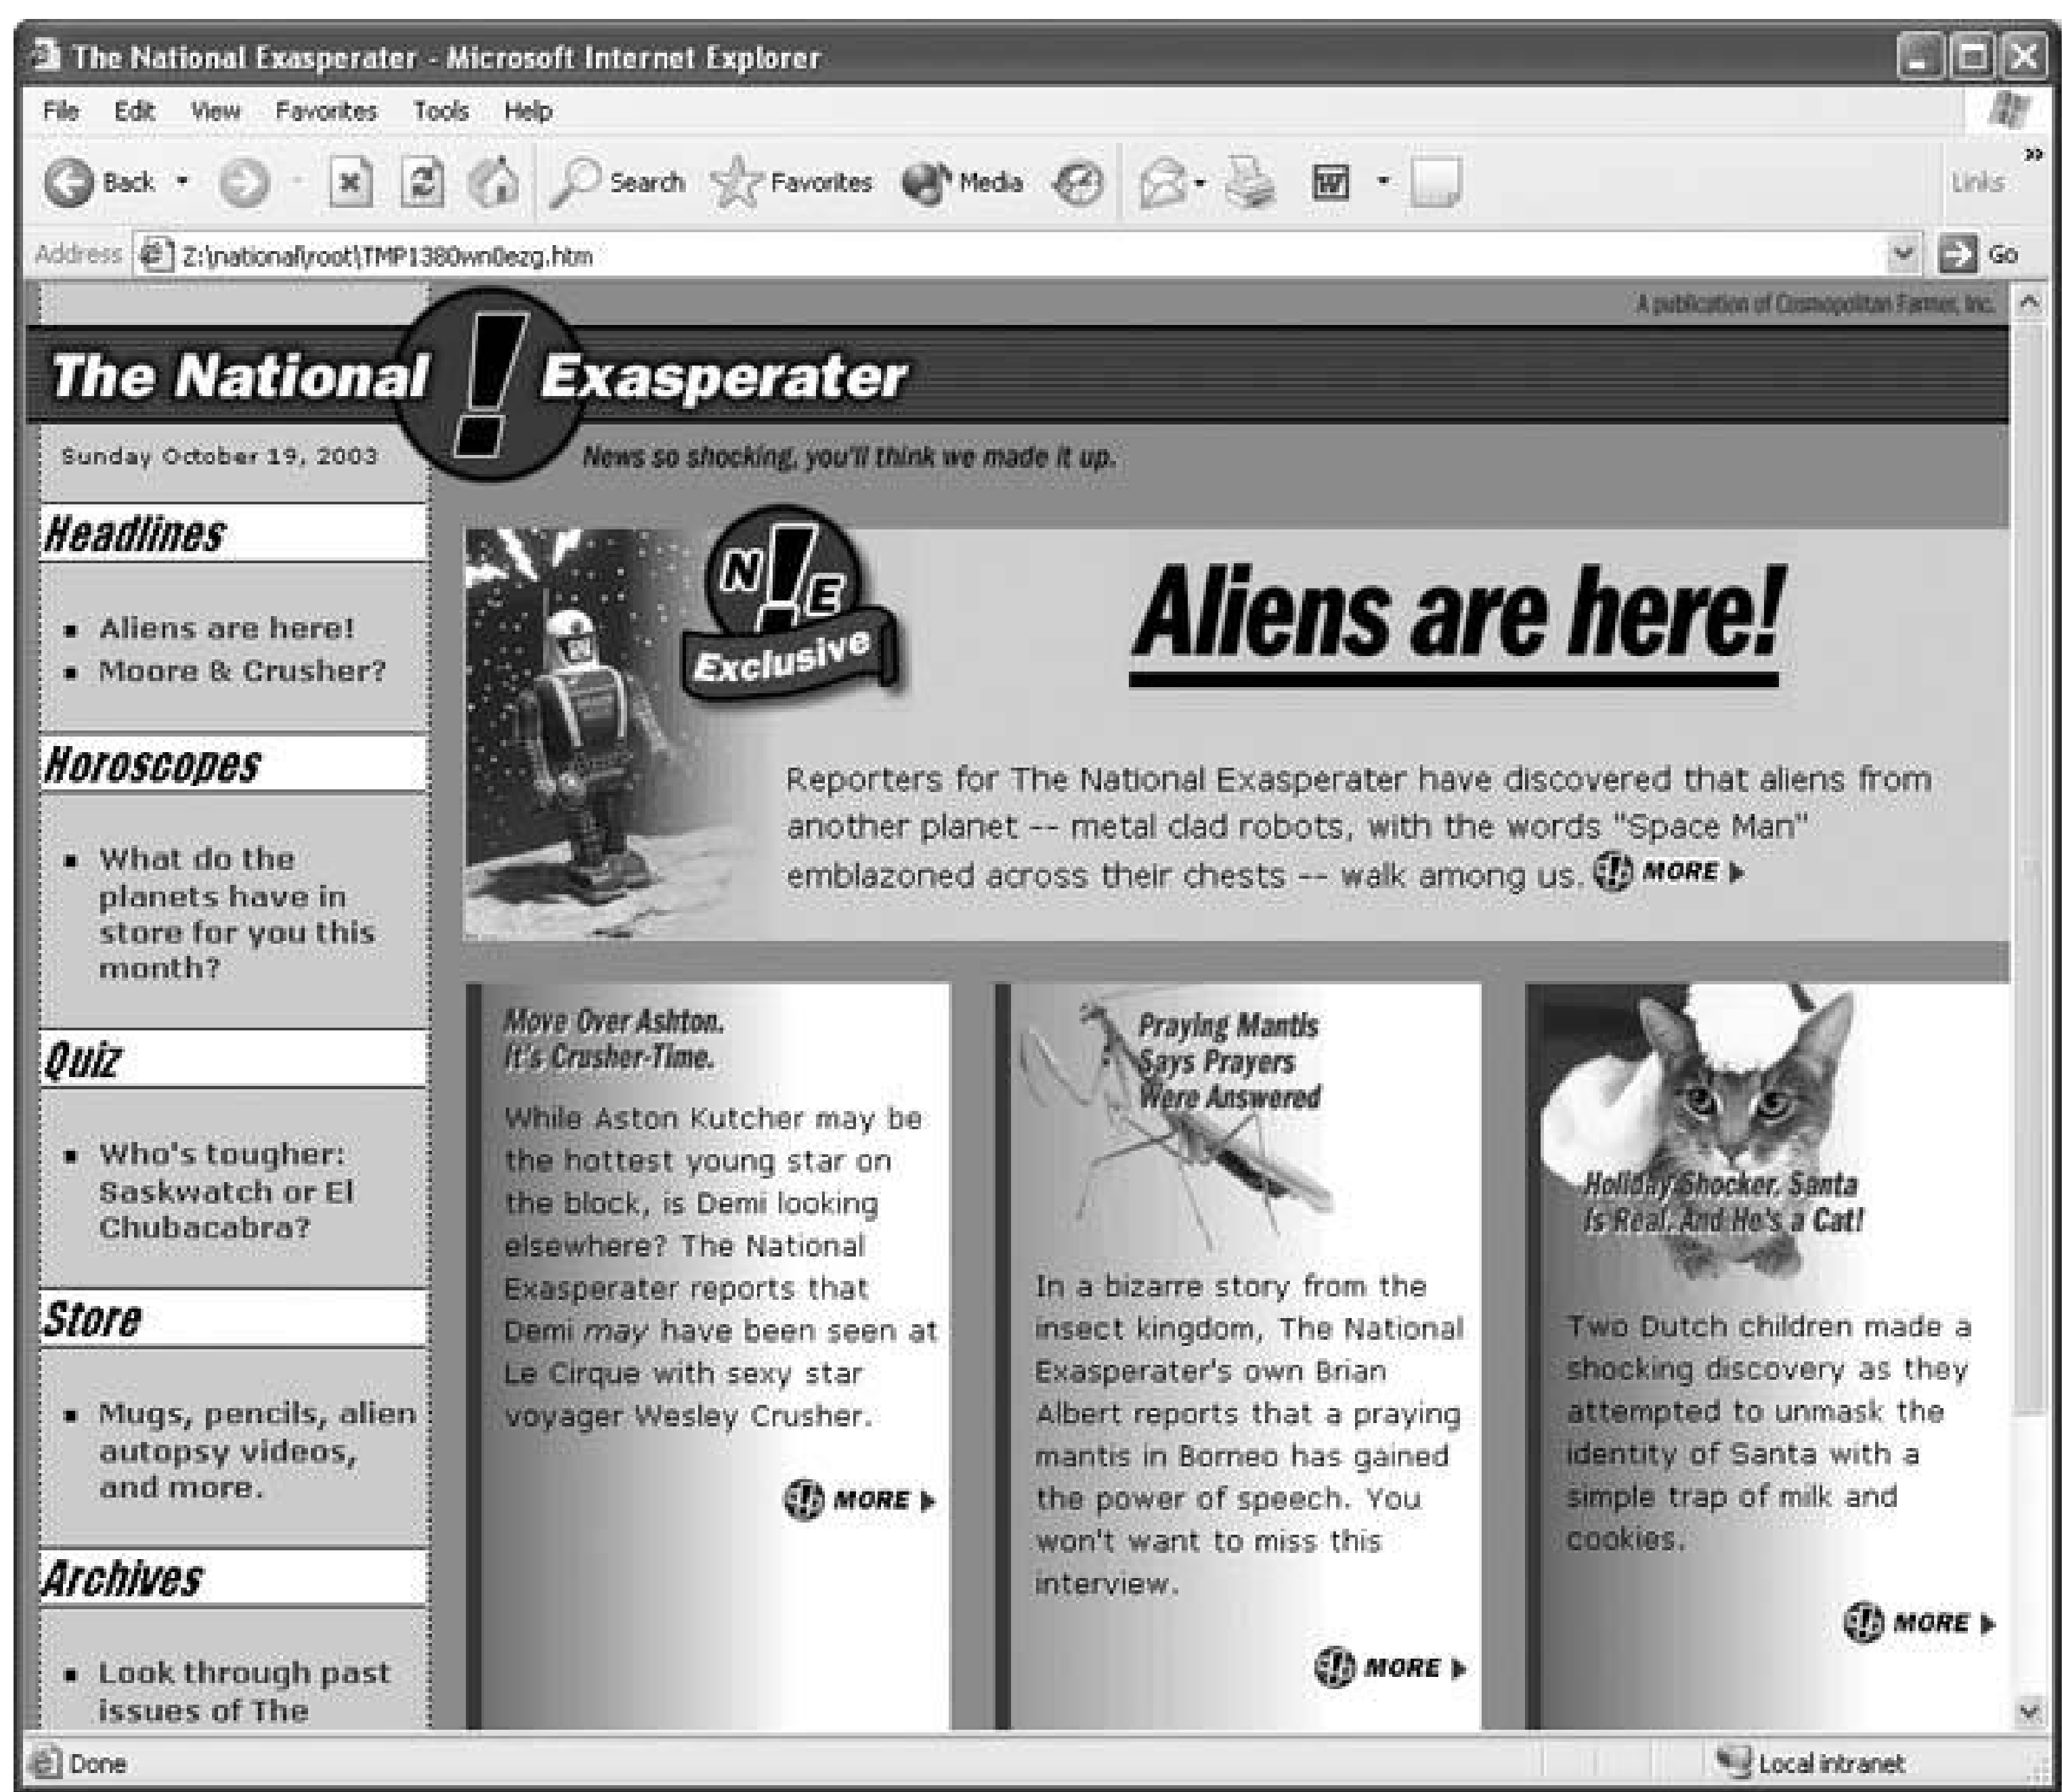 The National Exasperater - Microsoft Internet Explorer
File Edit View Favorites Tools Help
Back Search Favorites Media W Links »
Address Z:\national\root\TMP1380wn0ezg.htm Go
A publication of Cosmopolitan Farmer, Inc.
The National ! Exasperater
Sunday October 19, 2003
News so shocking, you'll think we made it up.
Headlines
Aliens are here!
Moore & Crusher?
Horoscopes
What do the
planets have in
store for you this
month?
Quiz
Who's tougher:
Saskwatch or El
Chubacabra?
Store
Mugs, pencils, alien
autopsy videos,
and more.
Archives
Look through past
issues of The
N!E
Exclusive
Aliens are here!
Reporters for The National Exasperater have discovered that aliens from
another planet -- metal clad robots, with the words "Space Man"
emblazoned across their chests -- walk among us. MORE
Move Over Ashton.
It's Crusher-Time.
While Aston Kutcher may be
the hottest young star on
the block, is Demi looking
elsewhere? The National
Exasperater reports that
Demi may have been seen at
Le Cirque with sexy star
voyager Wesley Crusher.
MORE
Praying Mantis
Says Prayers
Were Answered
In a bizarre story from the
insect kingdom, The National
Exasperater's own Brian
Albert reports that a praying
mantis in Borneo has gained
the power of speech. You
won't want to miss this
interview.
MORE
Holiday Shocker. Santa
Is Real. And He's a Cat!
Two Dutch children made a
shocking discovery as they
attempted to unmask the
identity of Santa with a
simple trap of milk and
cookies.
MORE
Done
Local intranet